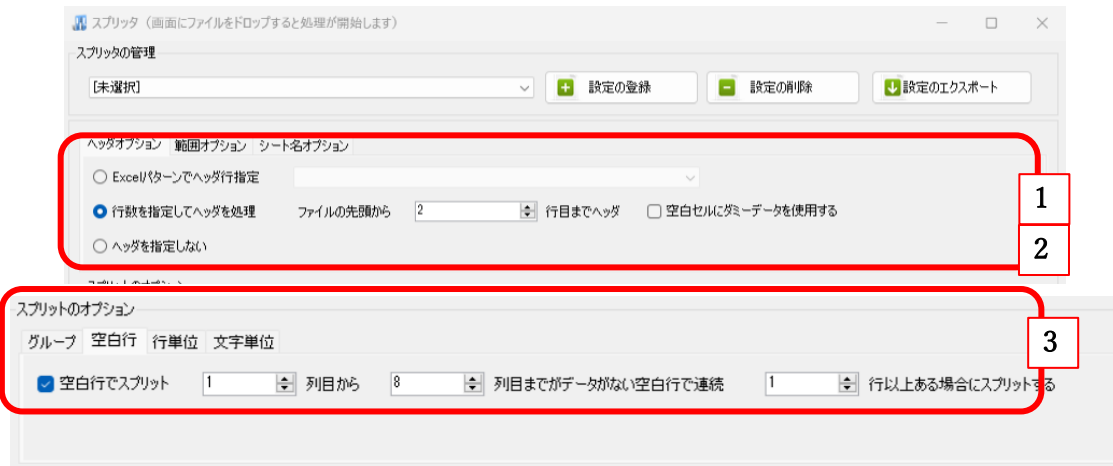 スプリッタ（画面にファイルをドロップすると処理が開始します）
スプリッタの管理
[未選択] 設定の登録 設定の削除 設定のエクスポート
ヘッダオプション 範囲オプション シート名オプション
Excelパターンでヘッダ行指定
1
行数を指定してヘッダを処理 ファイルの先頭から 2 行目までヘッダ 空白セルにダミーデータを使用する
ヘッダを指定しない
2
スプリットのオプション
スプリットのオプション
グループ 空白行 行単位 文字単位
3
空白行でスプリット 1 列目から 8 列目までがデータがない空白行で連続 1 行以上ある場合にスプリットする